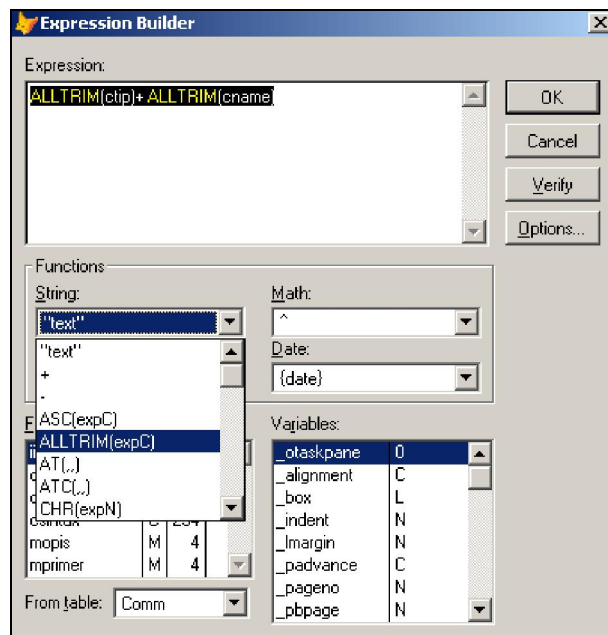 Expression Builder
Expression:
ALLTRIM(ctip)+ ALLTRIM(cname)
OK
Cancel
Verify
Options...
Functions
String:
Math:
"text"
^
"text"
+
-
ASC(expC)
ALLTRIM(expC)
AT(,,)
ATC(,,)
CHR(expN)
Date:
{date}
Variables:
_otaskpane O
_alignment C
_box L
_indent N
_lmargin N
_padvance C
_pageno N
_pbpage N
mopis M 4
mprimer M 4
From table: Comm